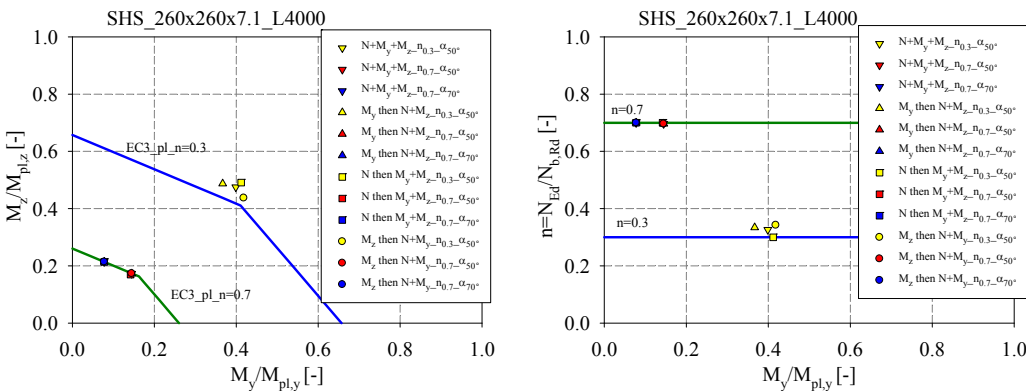 SHS_260x260x7.1_L4000
M_z/M_pl,z [-]
1.0
0.8
0.6
0.4
0.2
0.0
EC3_pl_n=0.3
EC3_pl_n=0.7
0.0 0.2 0.4 0.6 0.8 1.0
M_y/M_pl,y [-]
N+M_y+M_z_n_0.3_α_50°
N+M_y+M_z_n_0.7_α_50°
N+M_y+M_z_n_0.7_α_70°
M_y then N+M_z_n_0.3_α_50°
M_y then N+M_z_n_0.7_α_50°
M_y then N+M_z_n_0.7_α_70°
N then M_y+M_z_n_0.3_α_50°
N then M_y+M_z_n_0.7_α_50°
N then M_y+M_z_n_0.7_α_70°
M_z then N+M_y_n_0.3_α_50°
M_z then N+M_y_n_0.7_α_50°
M_z then N+M_y_n_0.7_α_70°
SHS_260x260x7.1_L4000
n=N_Ed/N_b,Rd [-]
1.0
0.8
0.6
0.4
0.2
0.0
n=0.7
n=0.3
0.0 0.2 0.4 0.6 0.8 1.0
M_y/M_pl,y [-]
N+M_y+M_z_n_0.3_α_50°
N+M_y+M_z_n_0.7_α_50°
N+M_y+M_z_n_0.7_α_70°
M_y then N+M_z_n_0.3_α_50°
M_y then N+M_z_n_0.7_α_50°
M_y then N+M_z_n_0.7_α_70°
N then M_y+M_z_n_0.3_α_50°
N then M_y+M_z_n_0.7_α_50°
N then M_y+M_z_n_0.7_α_70°
M_z then N+M_y_n_0.3_α_50°
M_z then N+M_y_n_0.7_α_50°
M_z then N+M_y_n_0.7_α_70°